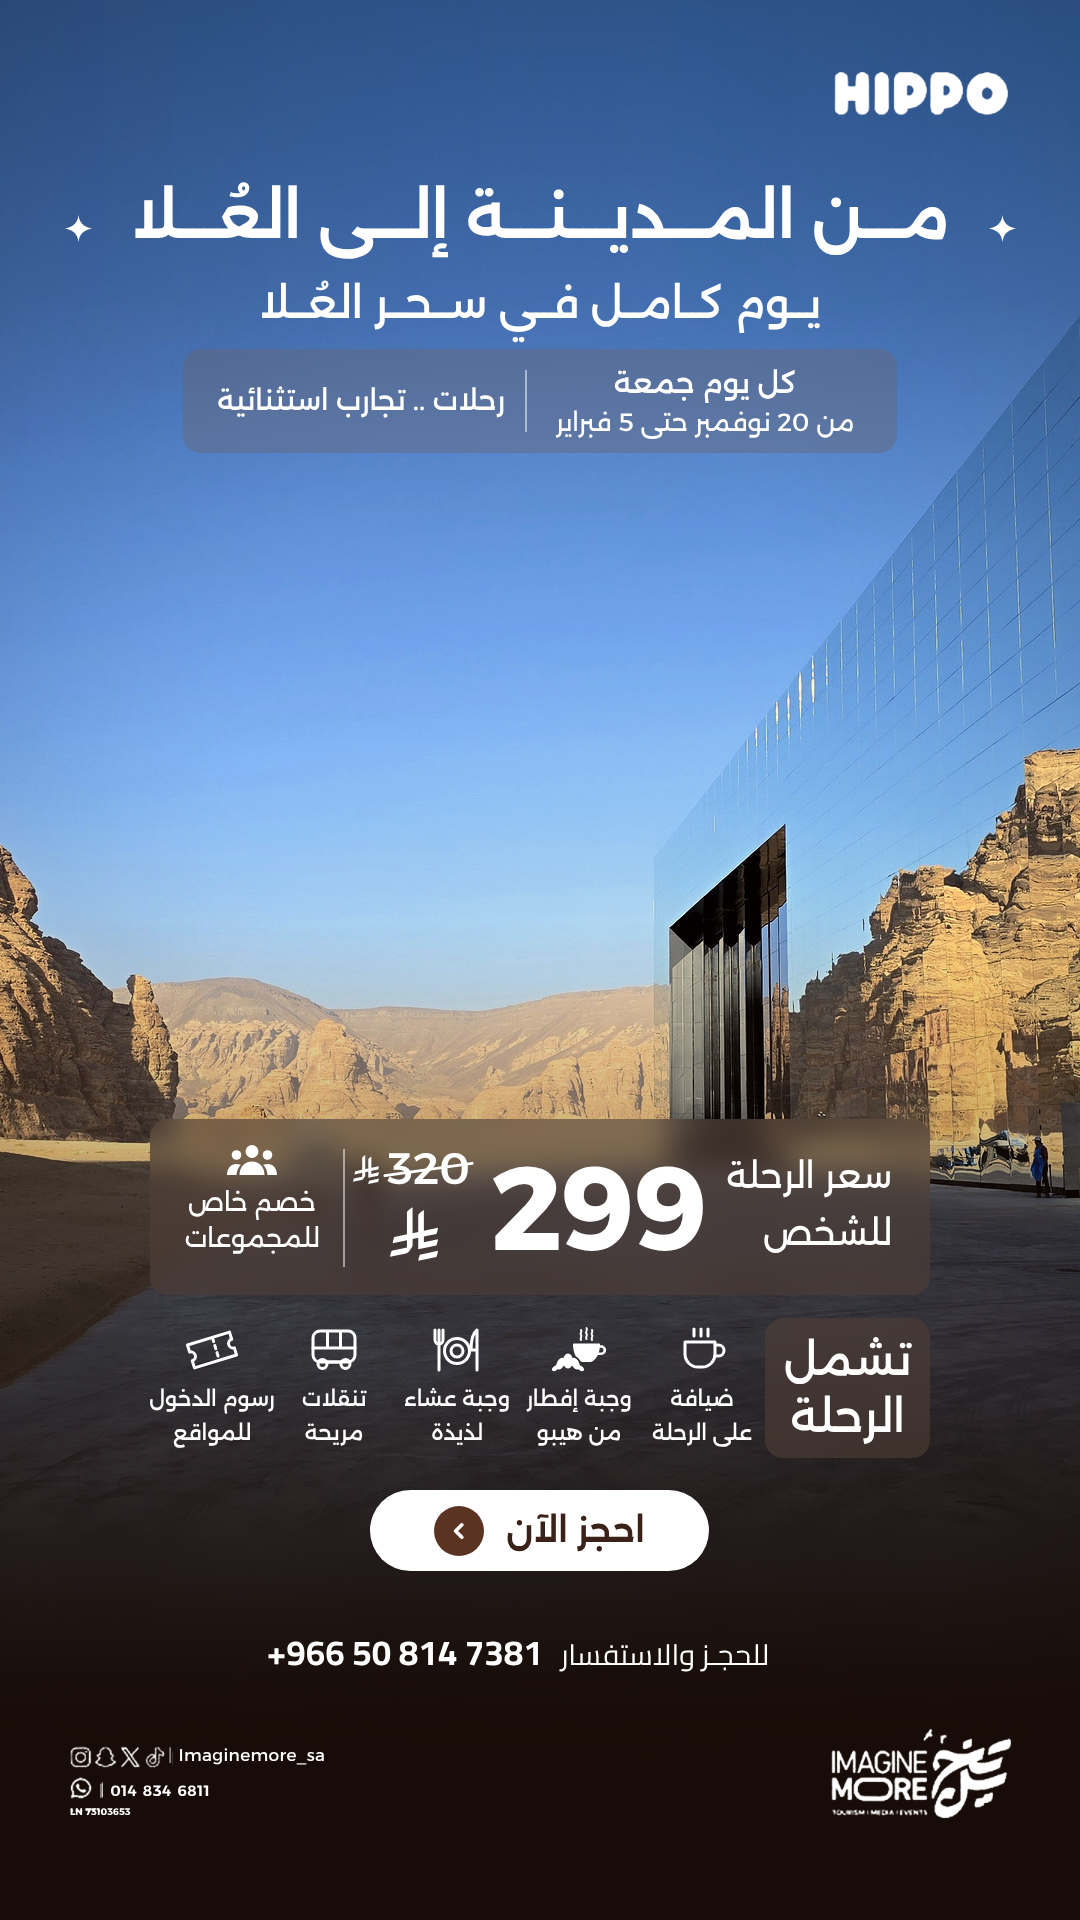 HIPPO
من المدينة إلى العُلا
يوم كامل في سحر العُلا
كل يوم جمعة
من 20 نوفمبر حتى 5 فبراير
رحلات .. تجارب استثنائية
سعر الرحلة
للشخص
299
320
خصم خاص
للمجموعات
تشمل
الرحلة
ضيافة
على الرحلة
وجبة إفطار
من هيبو
وجبة عشاء
لذيذة
تنقلات
مريحة
رسوم الدخول
للمواقع
احجز الآن
للحجز والاستفسار +966 50 814 7381
Imaginemore_sa
014 834 6811
LN 73103653
IMAGINE
MORE
TOURISM | MEDIA | EVENTS